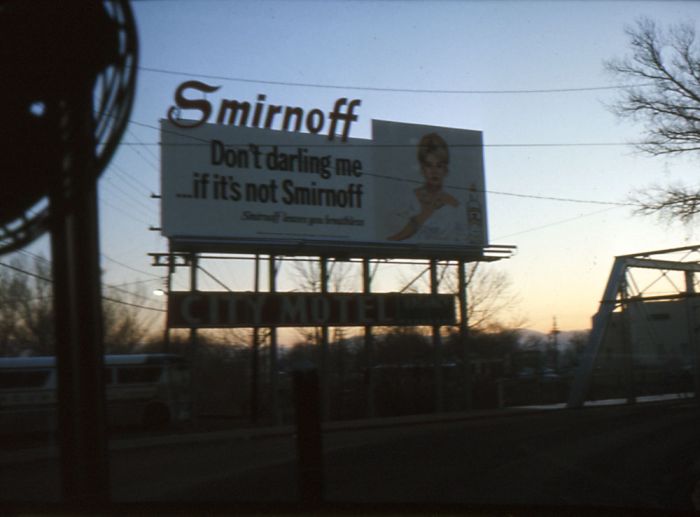 Smirnoff
Don't darling me
...if it's not Smirnoff
Smirnoff leaves you breathless
CITY MOTEL